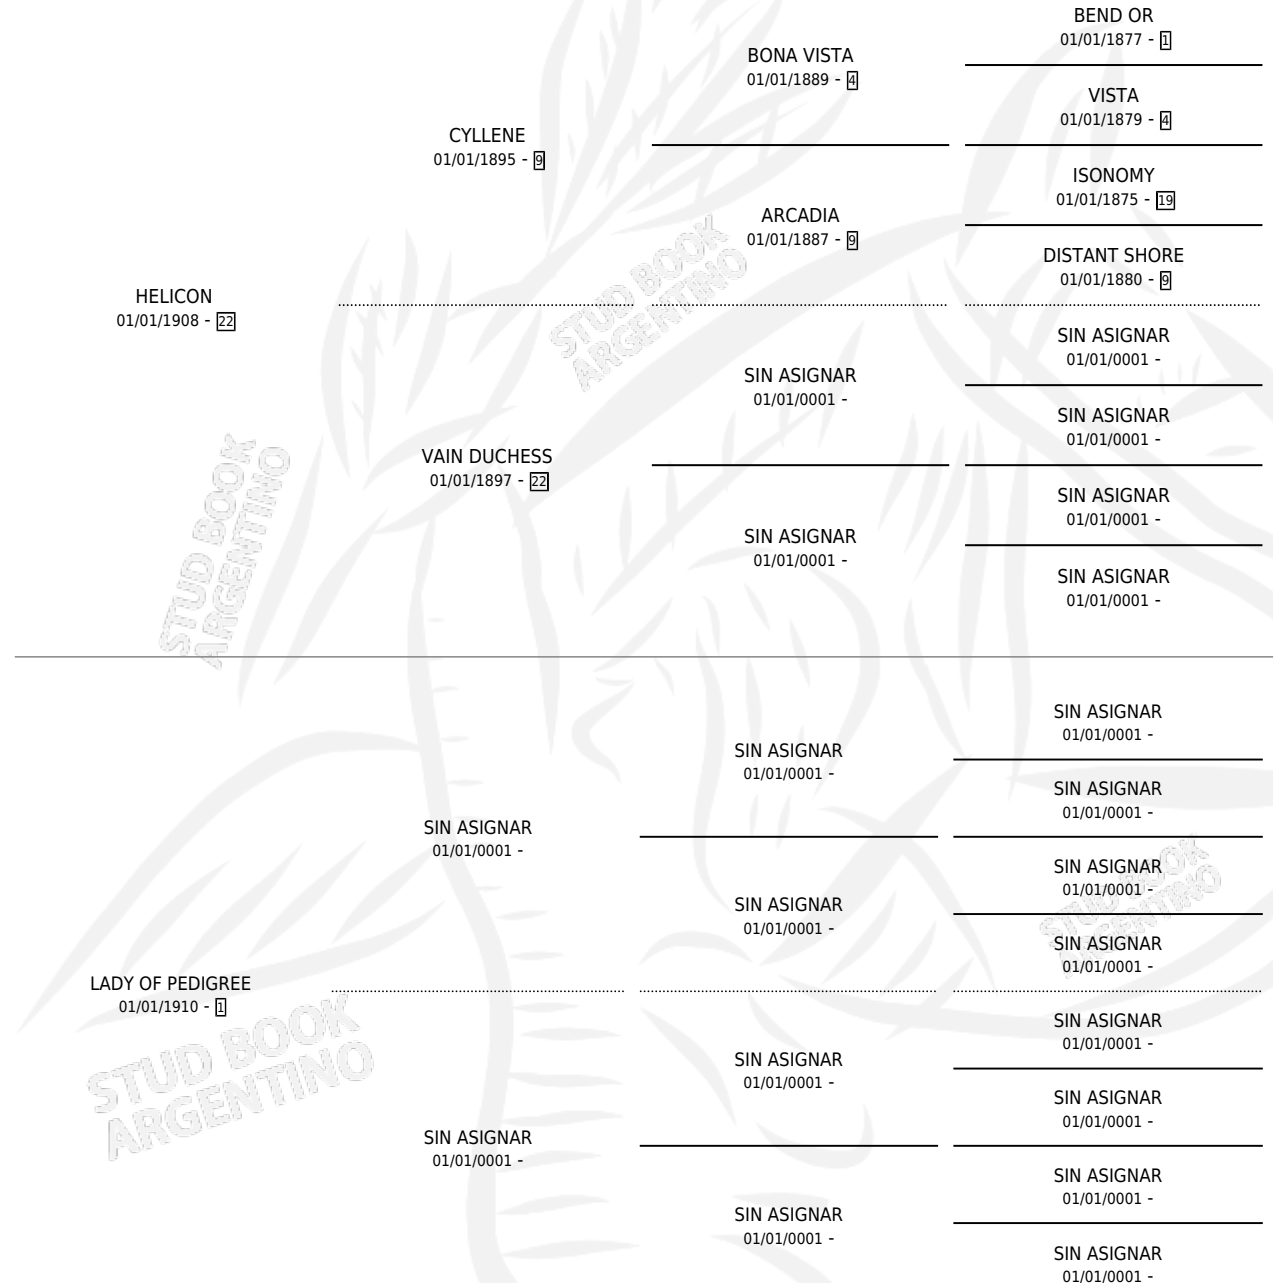 BEND OR
01/01/1877 - 1
BONA VISTA
01/01/1889 - 4
VISTA
01/01/1879 - 4
CYLLENE
01/01/1895 - 9
ISONOMY
01/01/1875 - 19
ARCADIA
01/01/1887 - 9
DISTANT SHORE
01/01/1880 - 9
HELICON
01/01/1908 - 22
SIN ASIGNAR
01/01/0001 -
SIN ASIGNAR
01/01/0001 -
SIN ASIGNAR
01/01/0001 -
VAIN DUCHESS
01/01/1897 - 22
SIN ASIGNAR
01/01/0001 -
SIN ASIGNAR
01/01/0001 -
SIN ASIGNAR
01/01/0001 -
STUD BOOK
ARGENTINO
STUD BOOK
ARGENTINO
SIN ASIGNAR
01/01/0001 -
SIN ASIGNAR
01/01/0001 -
SIN ASIGNAR
01/01/0001 -
SIN ASIGNAR
01/01/0001 -
SIN ASIGNAR
01/01/0001 -
SIN ASIGNAR
01/01/0001 -
SIN ASIGNAR
01/01/0001 -
STUD BOOK
ARGENTINO
LADY OF PEDIGREE
01/01/1910 - 1
SIN ASIGNAR
01/01/0001 -
SIN ASIGNAR
01/01/0001 -
SIN ASIGNAR
01/01/0001 -
SIN ASIGNAR
01/01/0001 -
SIN ASIGNAR
01/01/0001 -
SIN ASIGNAR
01/01/0001 -
SIN ASIGNAR
01/01/0001 -
STUD BOOK
ARGENTINO